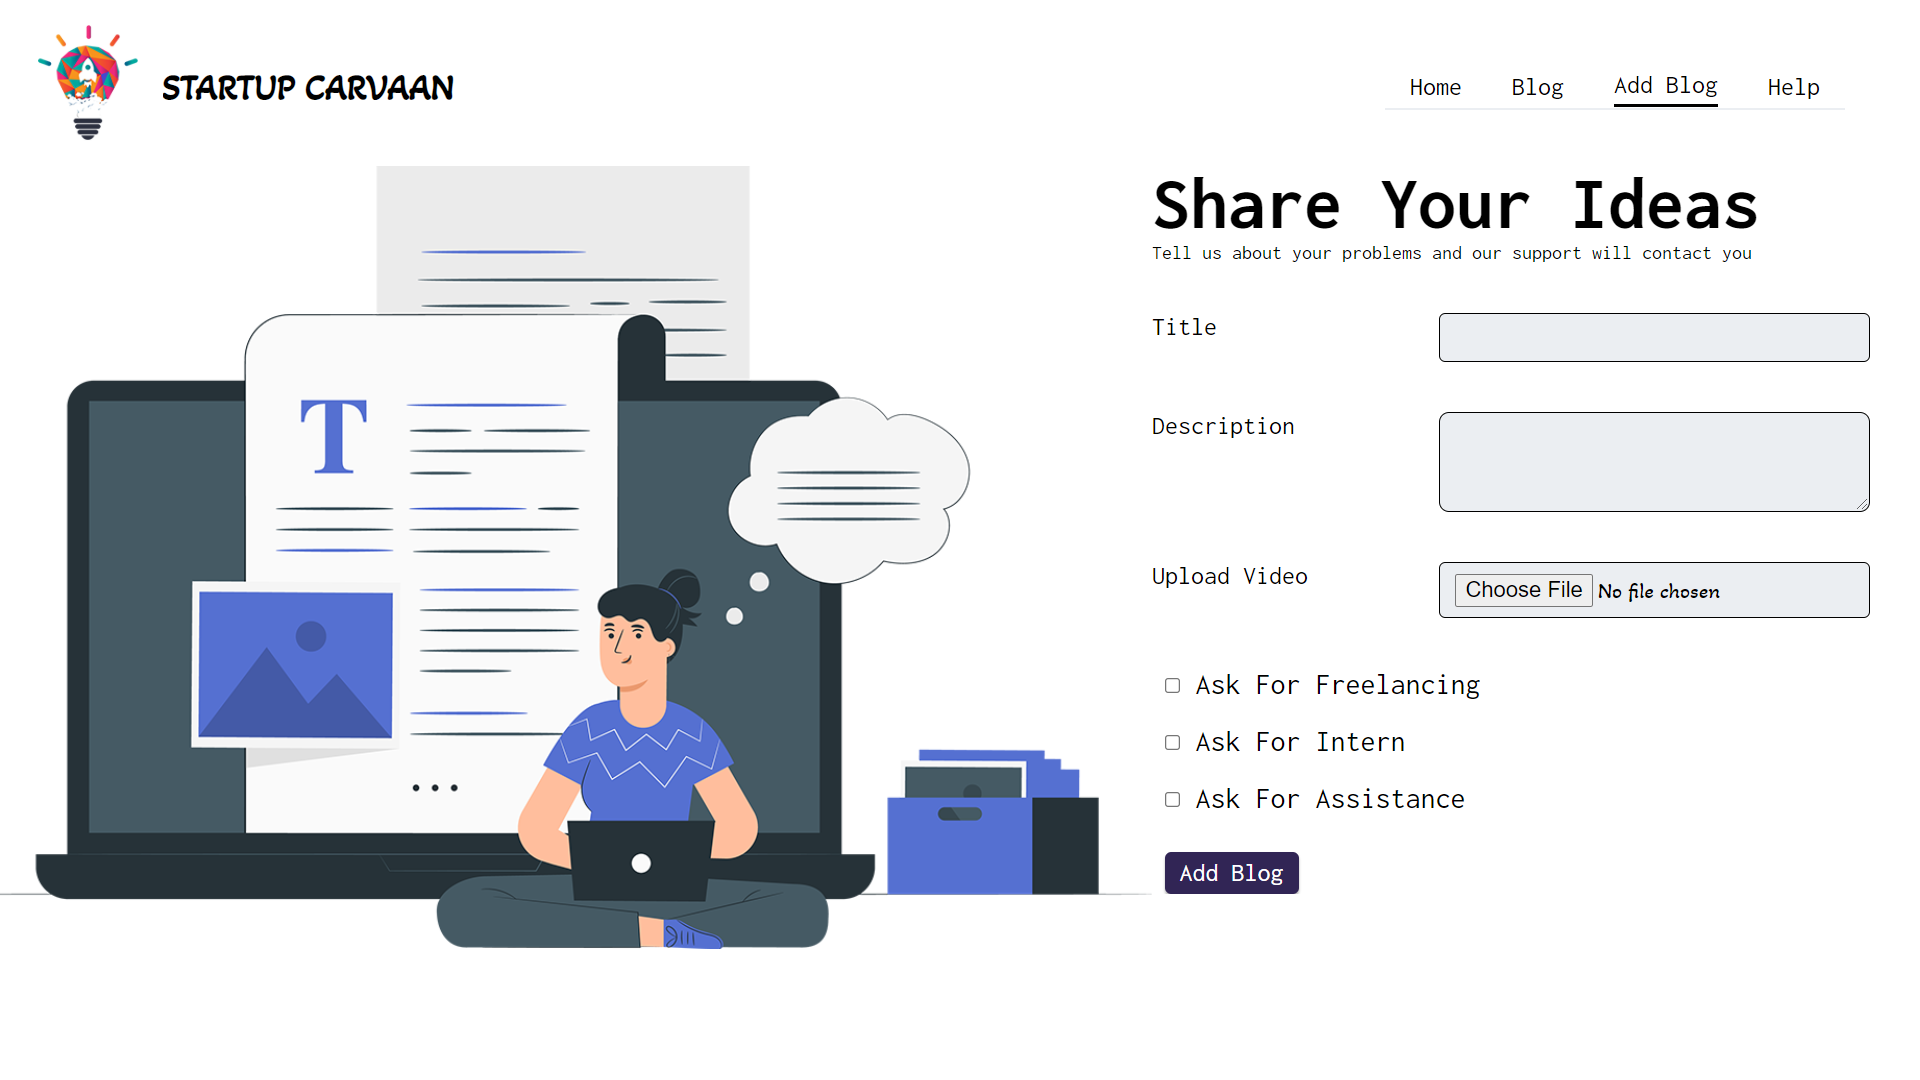 STARTUP CARVAAN
Home Blog Add Blog Help
Share Your Ideas
Tell us about your problems and our support will contact you
Title
Description
Upload Video
Choose File No file chosen
Ask For Freelancing
Ask For Intern
Ask For Assistance
Add Blog
T